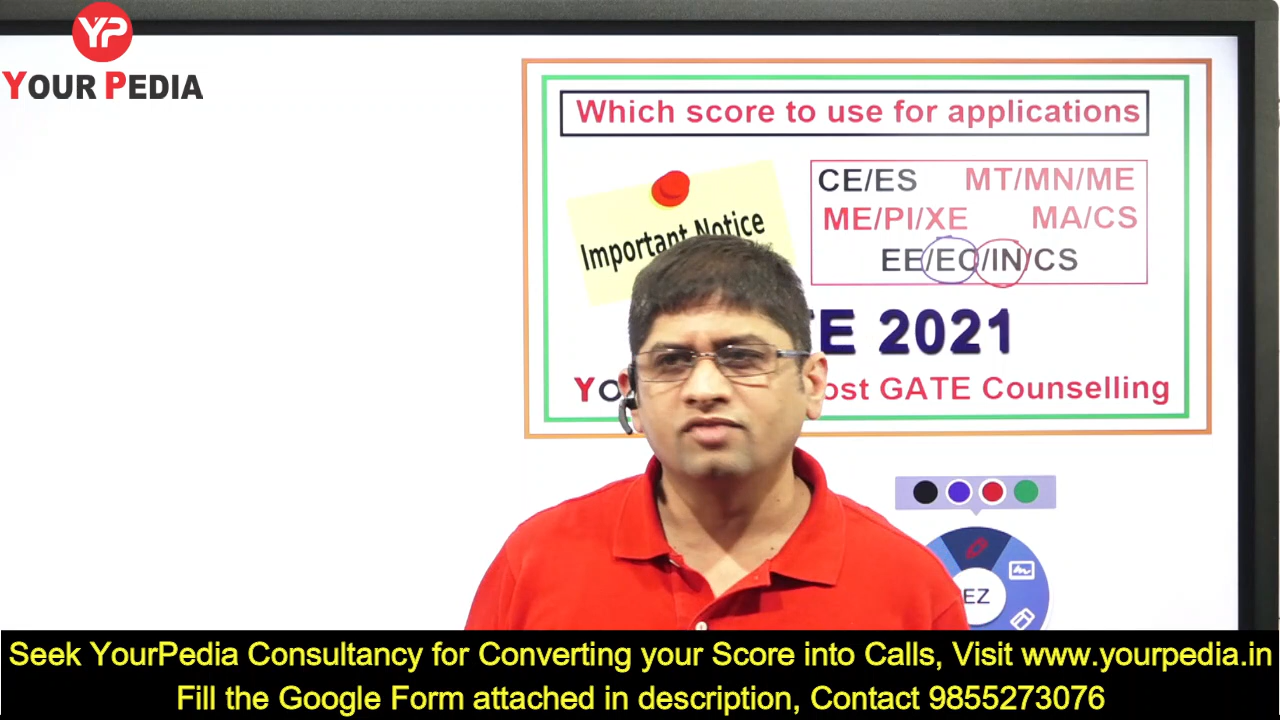 YP
YOUR PEDIA
Which score to use for applications
Important Notice
CE/ES MT/MN/ME
ME/PI/XE MA/CS
EE/EC/IN/CS
2021
GATE Counselling
EZ
Seek YourPedia Consultancy for Converting your Score into Calls, Visit www.yourpedia.in
Fill the Google Form attached in description, Contact 9855273076